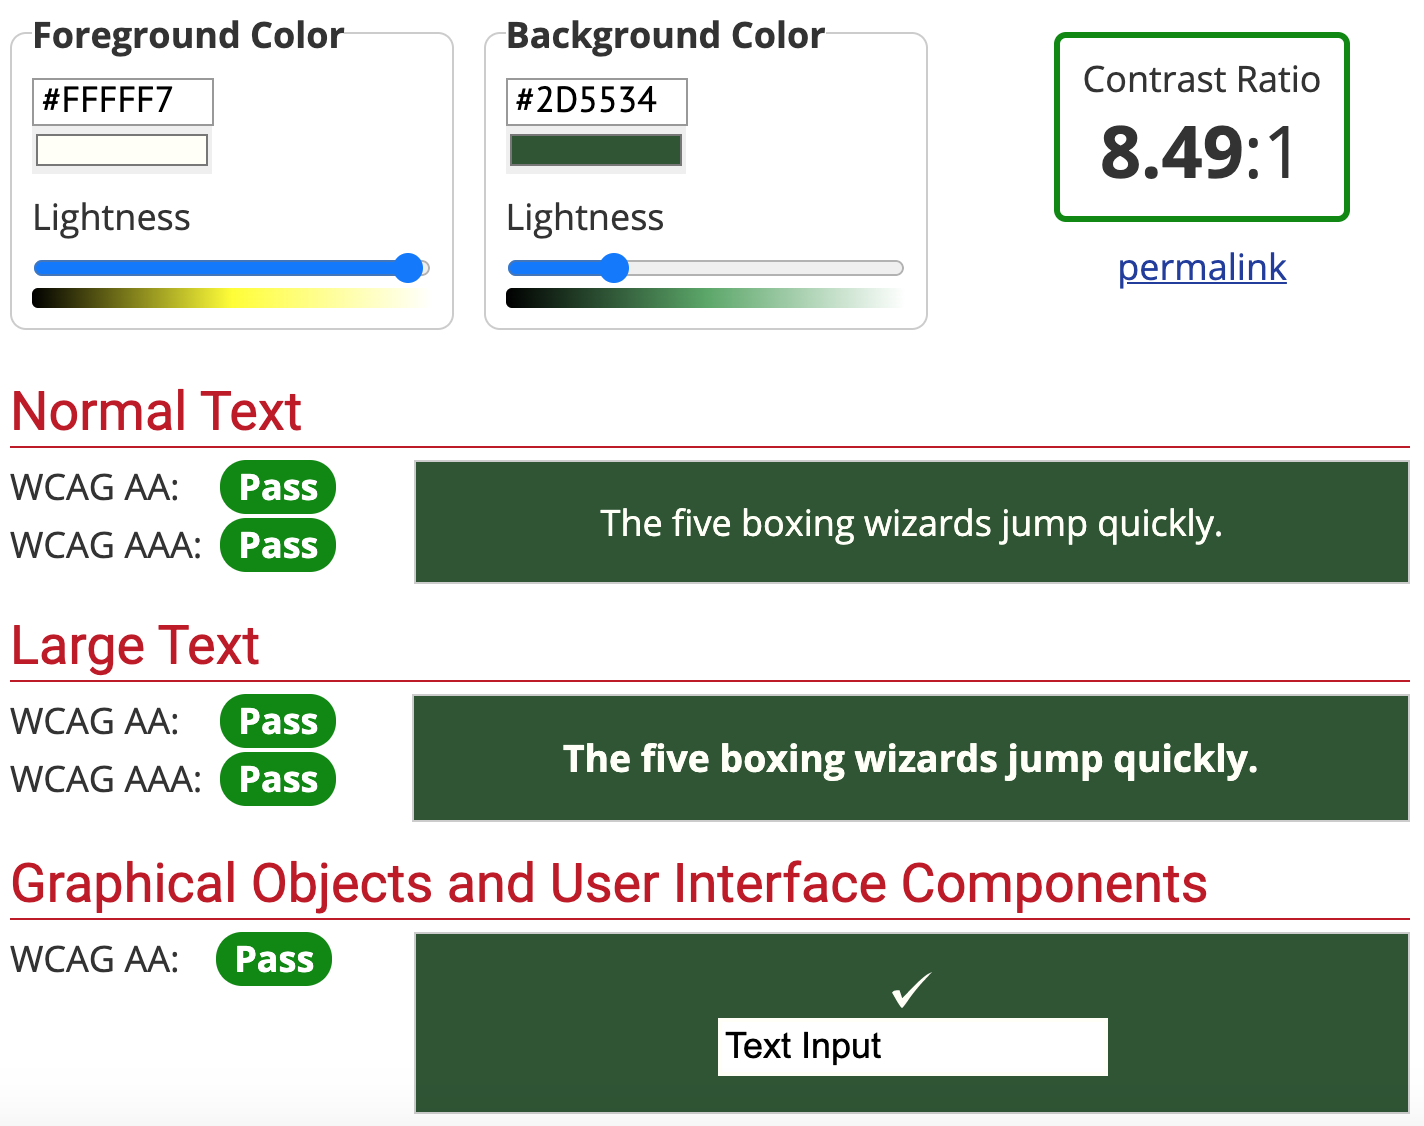 Foreground Color
#FFFFF7
Lightness
Background Color
#2D5534
Lightness
Contrast Ratio
8.49:1
permalink
Normal Text
WCAG AA: Pass
WCAG AAA: Pass
The five boxing wizards jump quickly.
Large Text
WCAG AA: Pass
WCAG AAA: Pass
The five boxing wizards jump quickly.
Graphical Objects and User Interface Components
WCAG AA: Pass
✓
Text Input